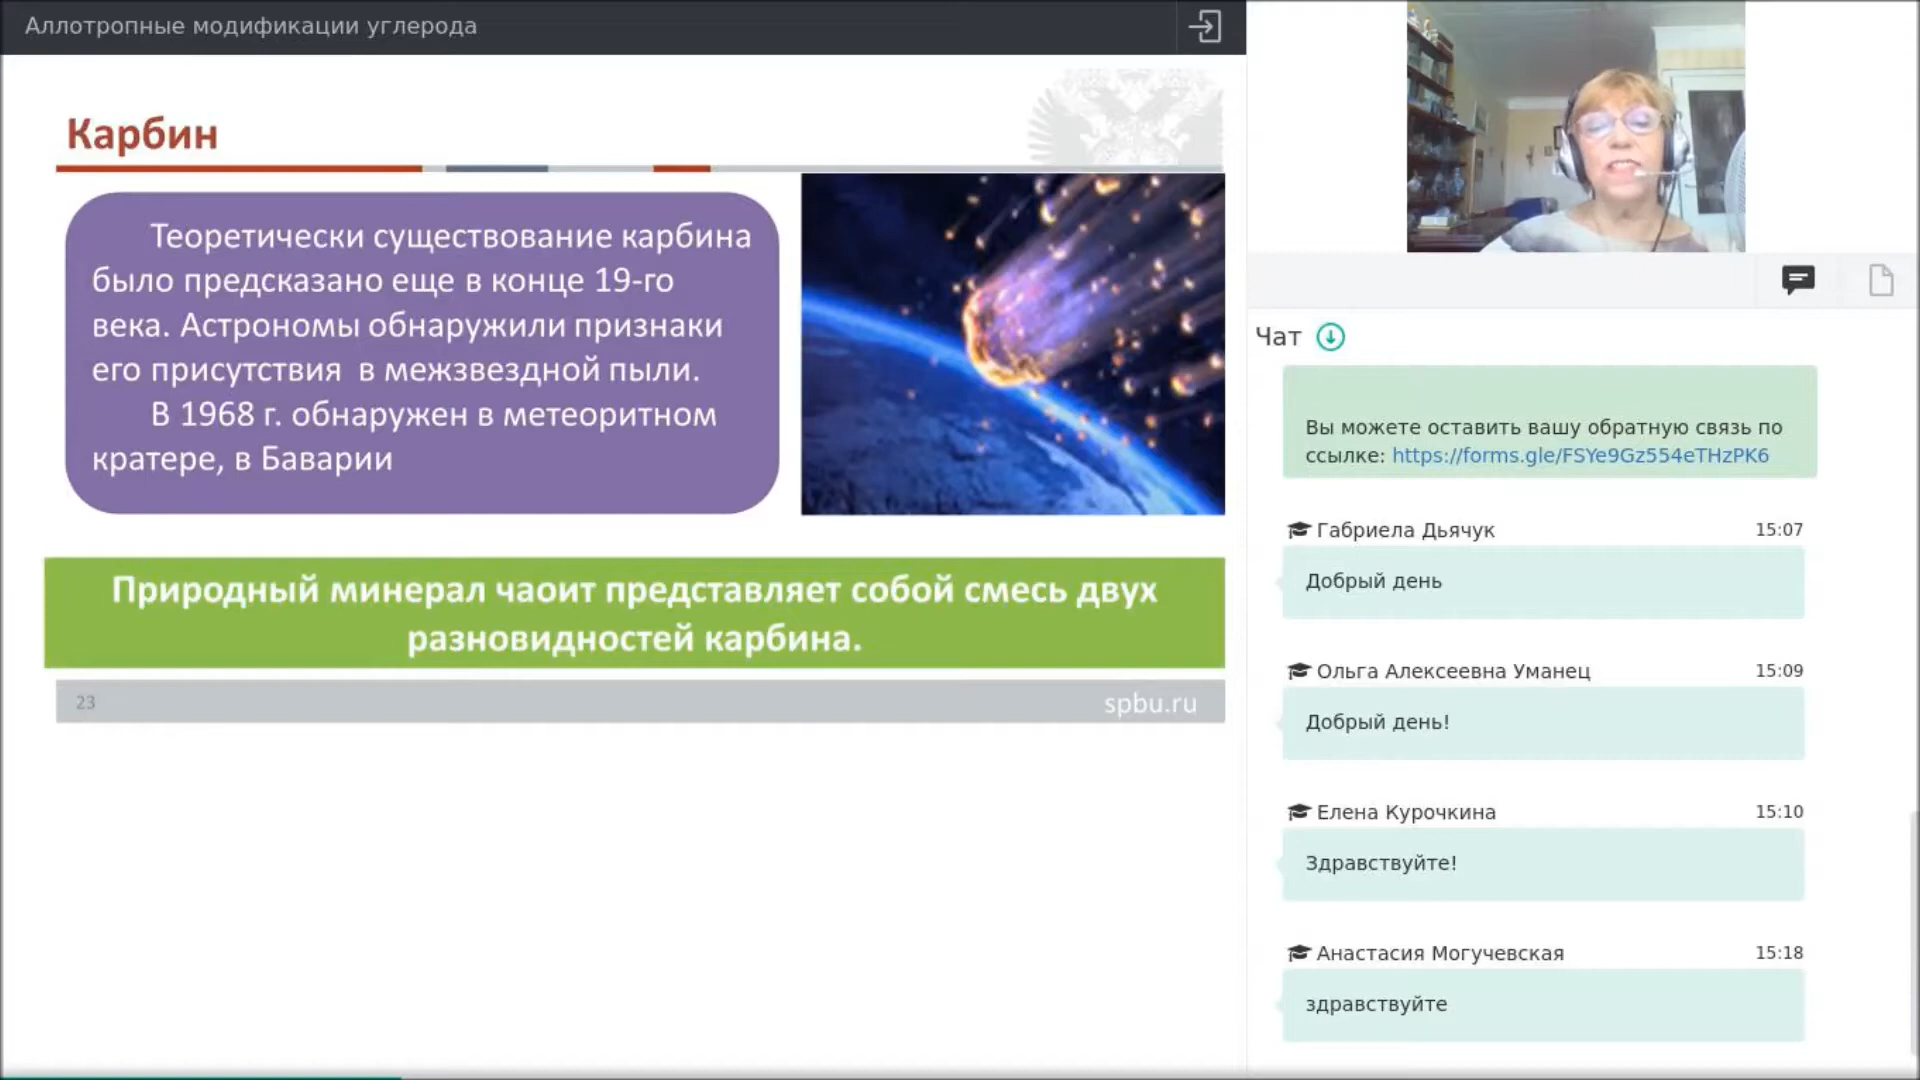 Аллотропные модификации углерода
Карбин
Теоретически существование карбина
было предсказано еще в конце 19-го
века. Астрономы обнаружили признаки
его присутствия в межзвездной пыли.
В 1968 г. обнаружен в метеоритном
кратере, в Баварии
Природный минерал чаоит представляет собой смесь двух
разновидностей карбина.
23
spbu.ru
Чат
Вы можете оставить вашу обратную связь по
ссылке: https://forms.gle/FSYe9Gz554eTHzPK6
Габриела Дьячук 15:07
Добрый день
Ольга Алексеевна Уманец 15:09
Добрый день!
Елена Курочкина 15:10
Здравствуйте!
Анастасия Могучевская 15:18
здравствуйте